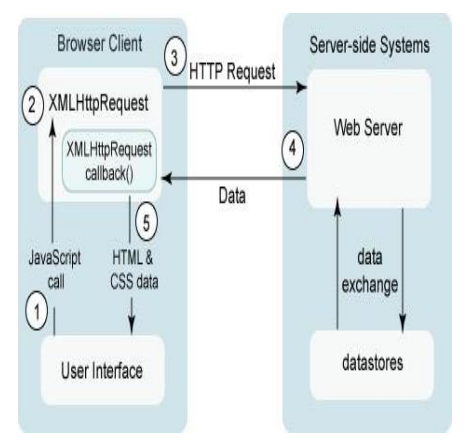 Browser Client
3
HTTP Request
2
XMLHttpRequest
XMLHttpRequest
callback()
4
Data
5
JavaScript
call
HTML &
CSS data
1
User Interface
Server-side Systems
Web Server
data
exchange
datastores